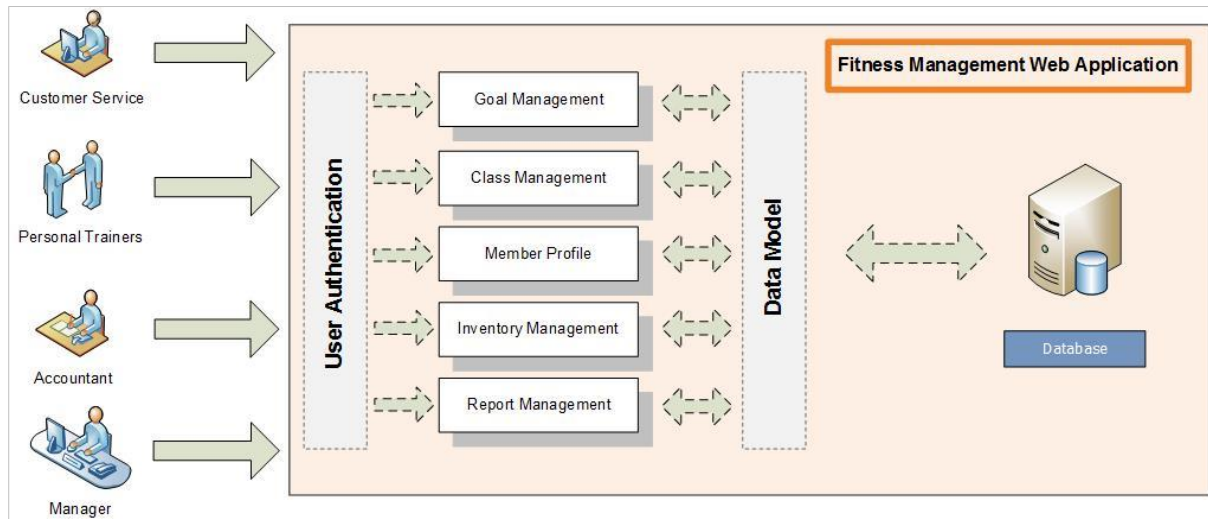 Customer Service
Personal Trainers
Accountant
Manager
User Authentication
Goal Management
Class Management
Member Profile
Inventory Management
Report Management
Data Model
Fitness Management Web Application
Database